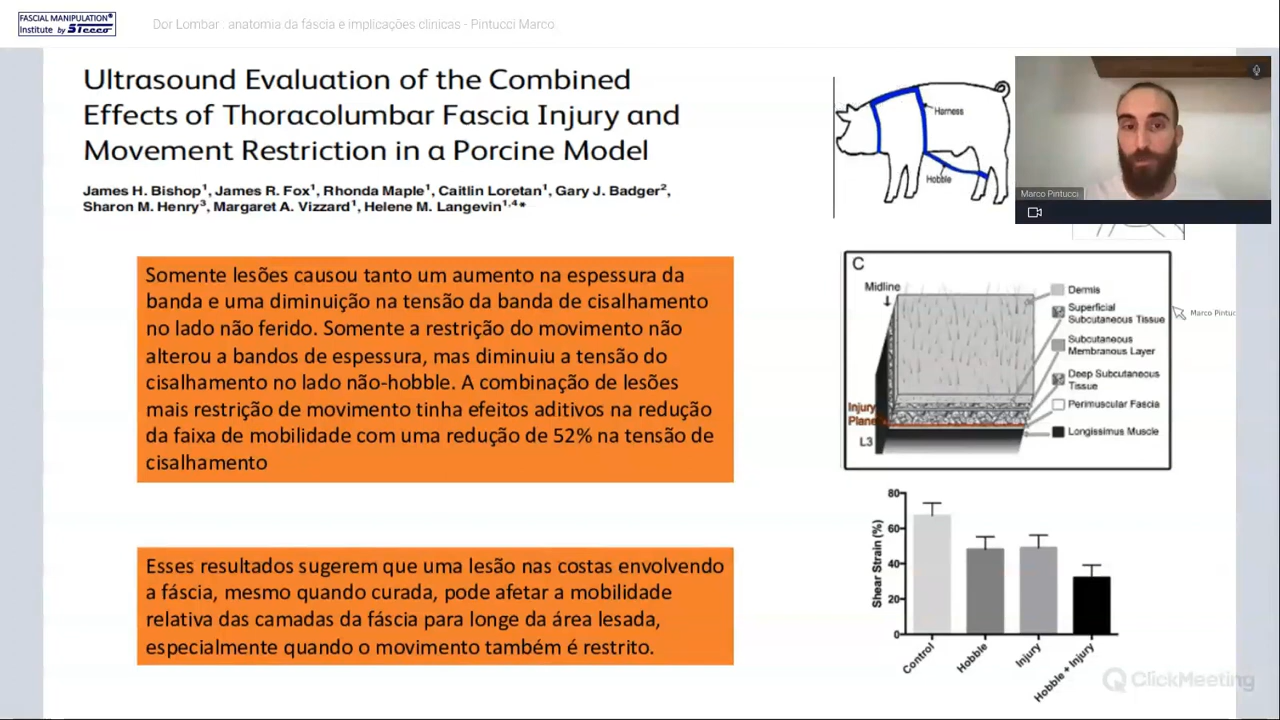 FASCIAL MANIPULATION®
Institute by Stecco
Dor Lombar : anatomia da fáscia e implicações clínicas - Pintucci Marco
Ultrasound Evaluation of the Combined
Effects of Thoracolumbar Fascia Injury and
Movement Restriction in a Porcine Model
James H. Bishop1, James R. Fox1, Rhonda Maple1, Caitlin Loretan1, Gary J. Badger2,
Sharon M. Henry3, Margaret A. Vizzard1, Helene M. Langevin1,4*
Harness
Hobble
Marco Pintucci
Somente lesões causou tanto um aumento na espessura da
banda e uma diminuição na tensão da banda de cisalhamento
no lado não ferido. Somente a restrição do movimento não
alterou a bandos de espessura, mas diminuiu a tensão do
cisalhamento no lado não-hobble. A combinação de lesões
mais restrição de movimento tinha efeitos aditivos na redução
da faixa de mobilidade com uma redução de 52% na tensão de
cisalhamento
C
Midline
Dermis
Superficial
Subcutaneous Tissue
Subcutaneous
Membranous Layer
Deep Subcutaneous
Tissue
Perimuscular Fascia
Longissimus Muscle
Injury
Plane
L3
Marco Pintuc
Esses resultados sugerem que uma lesão nas costas envolvendo
a fáscia, mesmo quando curada, pode afetar a mobilidade
relativa das camadas da fáscia para longe da área lesada,
especialmente quando o movimento também é restrito.
Shear Strain (%)
80
60
40
20
0
Control
Hobble
Injury
Hobble + Injury
ClickMeeting